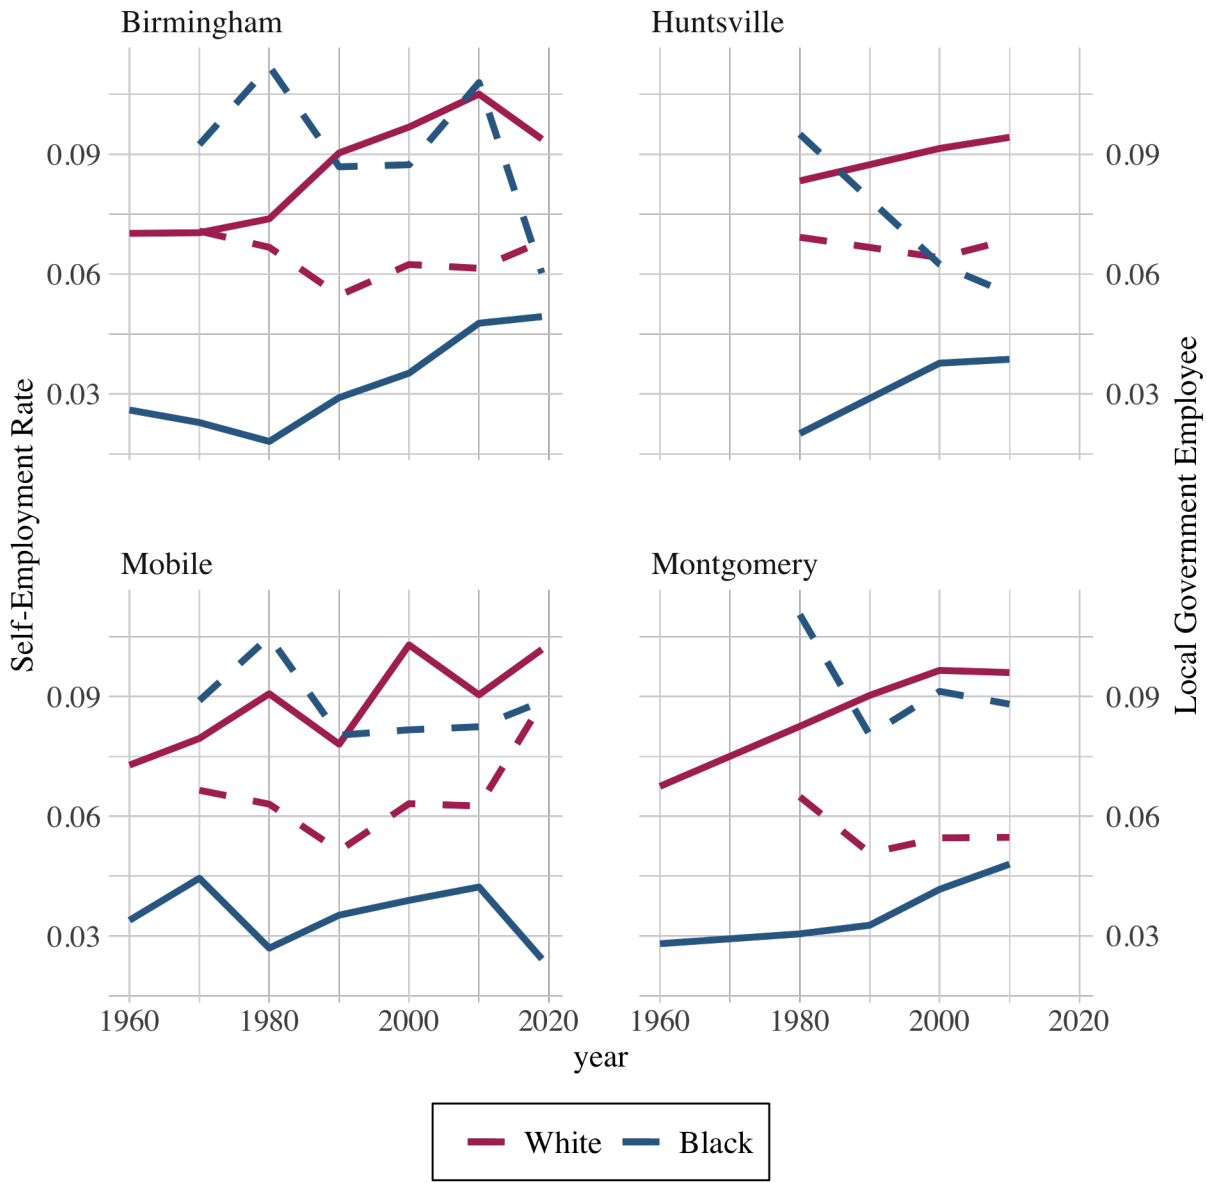 Birmingham
Huntsville
0.09
0.06
0.03
0.09
0.06
0.03
Self-Employment Rate
Local Government Employee
Mobile
Montgomery
0.09
0.06
0.03
0.09
0.06
0.03
1960 1980 2000 2020
1960 1980 2000 2020
year
White Black